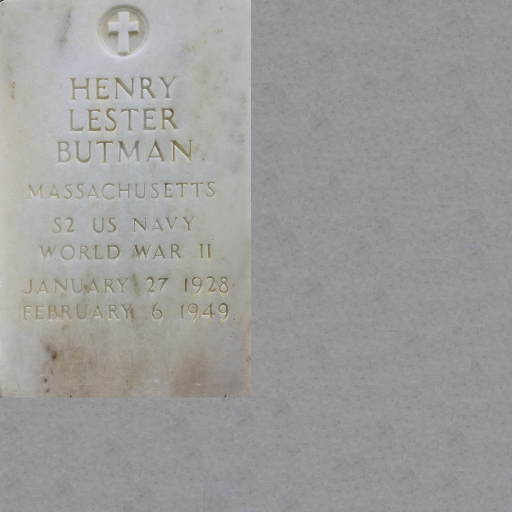 HENRY
LESTER
BUTMAN
MASSACHUSETTS
S2 US NAVY
WORLD WAR II
JANUARY 27 1928
FEBRUARY 6 1949